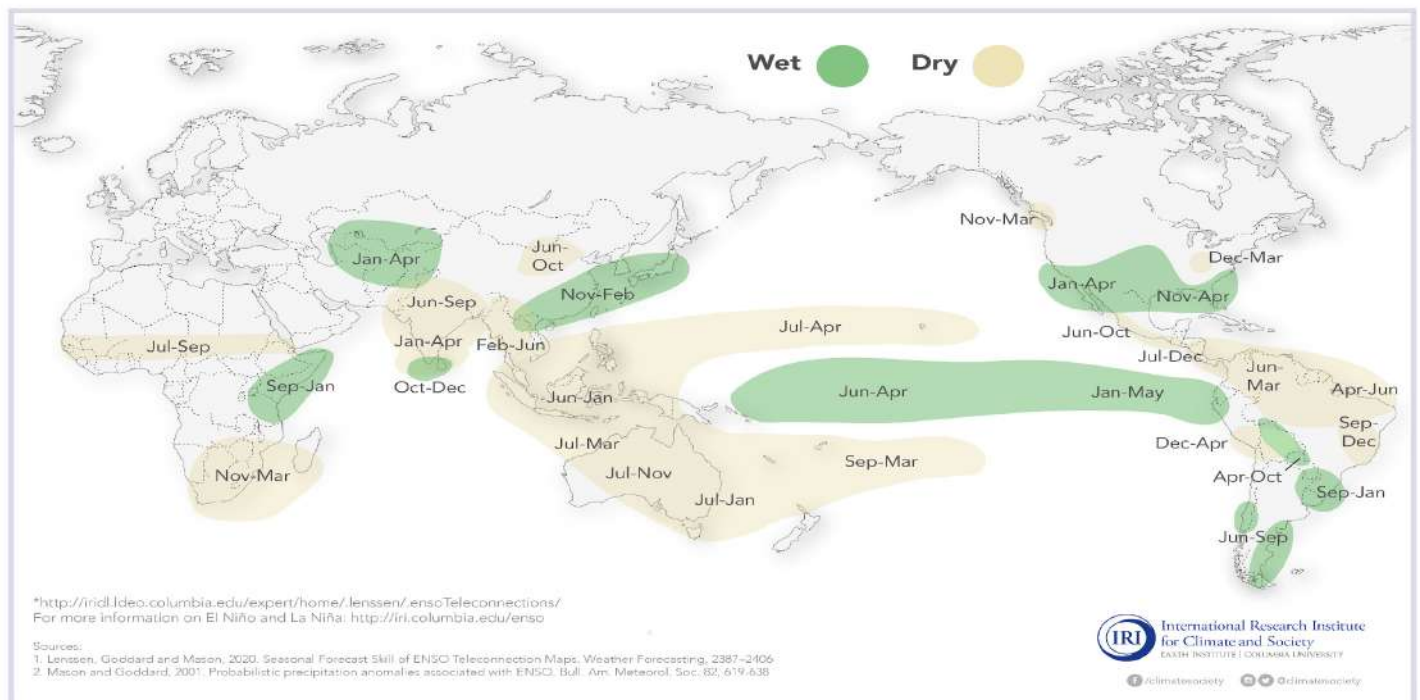 Wet
Dry
Nov-Mar
Jan-Apr
Jun-
Oct
Dec-Mar
Jan-Apr
Nov-Feb
Nov-Apr
Jun-Sep
Jul-Apr
Jun-Oct
Jul-Sep
Jan-Apr
Feb-Jun
Jul-Dec
Jun-
Mar
Sep-Jan
Oct-Dec
Jun-Jan
Jun-Apr
Jan-May
Apr-Jun
Sep-
Dec
Jul-Mar
Dec-Apr
Nov-Mar
Jul-Nov
Sep-Mar
Apr-Oct
Jul-Jan
Sep-Jan
Jun-Sep
*http://iridl.ldeo.columbia.edu/expert/home/.lenssen/.ensoTeleconnections/
For more information on El Niño and La Niña: http://iri.columbia.edu/enso
Sources:
1. Lenssen, Goddard and Mason, 2020. Seasonal Forecast Skill of ENSO Teleconnection Maps. Weather Forecasting, 2387–2406
2. Mason and Goddard, 2001. Probabilistic precipitation anomalies associated with ENSO. Bull. Am. Meteorol. Soc. 82, 619-638
IRI
International Research Institute
for Climate and Society
EARTH INSTITUTE | COLUMBIA UNIVERSITY
/climatesociety
@climatesociety